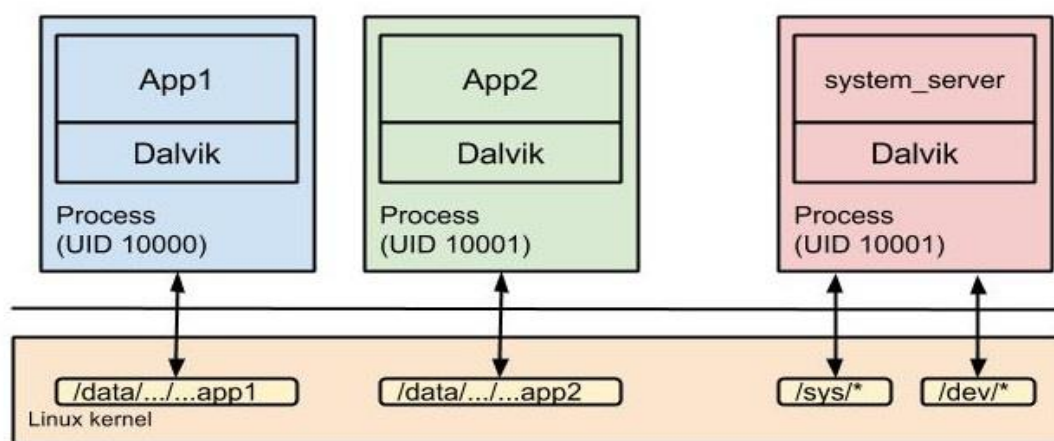 App1
Dalvik
Process
(UID 10000)
App2
Dalvik
Process
(UID 10001)
system_server
Dalvik
Process
(UID 10001)
/data/.../...app1
/data/.../...app2
/sys/*
/dev/*
Linux kernel